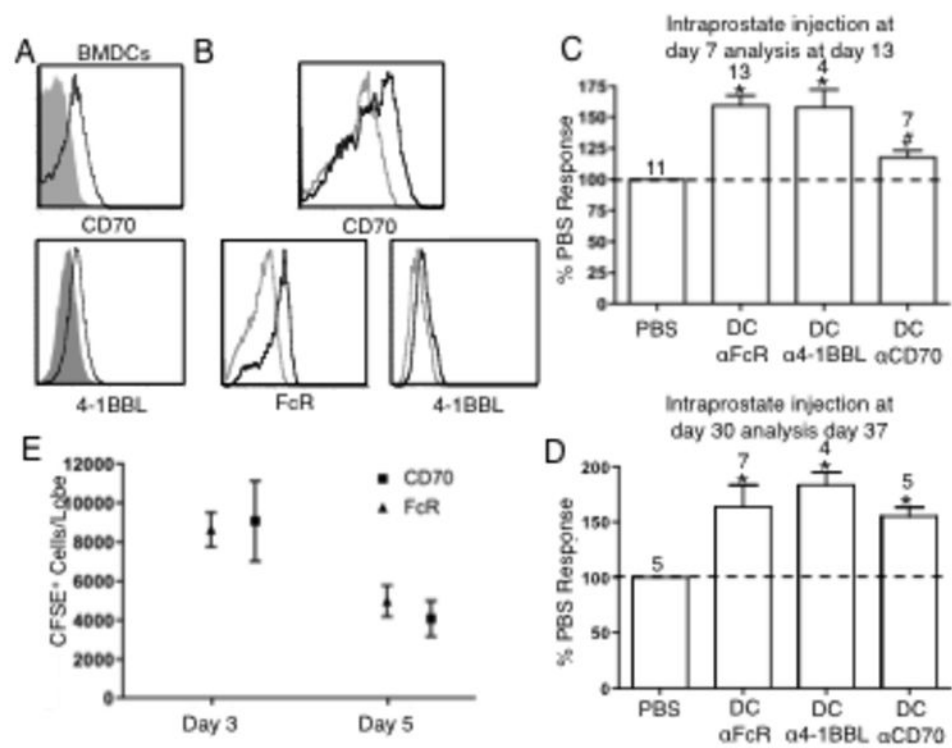 A
BMDCs
CD70
4-1BBL
B
CD70
FcR
4-1BBL
C
Intraprostate injection at
day 7 analysis at day 13
% PBS Response
175
150
125
100
75
50
25
0
11
13
*
4
*
7
#
PBS
DC
αFcR
DC
α4-1BBL
DC
αCD70
D
Intraprostate injection at
day 30 analysis day 37
% PBS Response
200
150
100
50
0
5
7
*
4
*
5
*
PBS
DC
αFcR
DC
α4-1BBL
DC
αCD70
E
CFSE⁺ Cells/Lobe
12000
10000
8000
6000
4000
2000
0
CD70
FcR
Day 3
Day 5